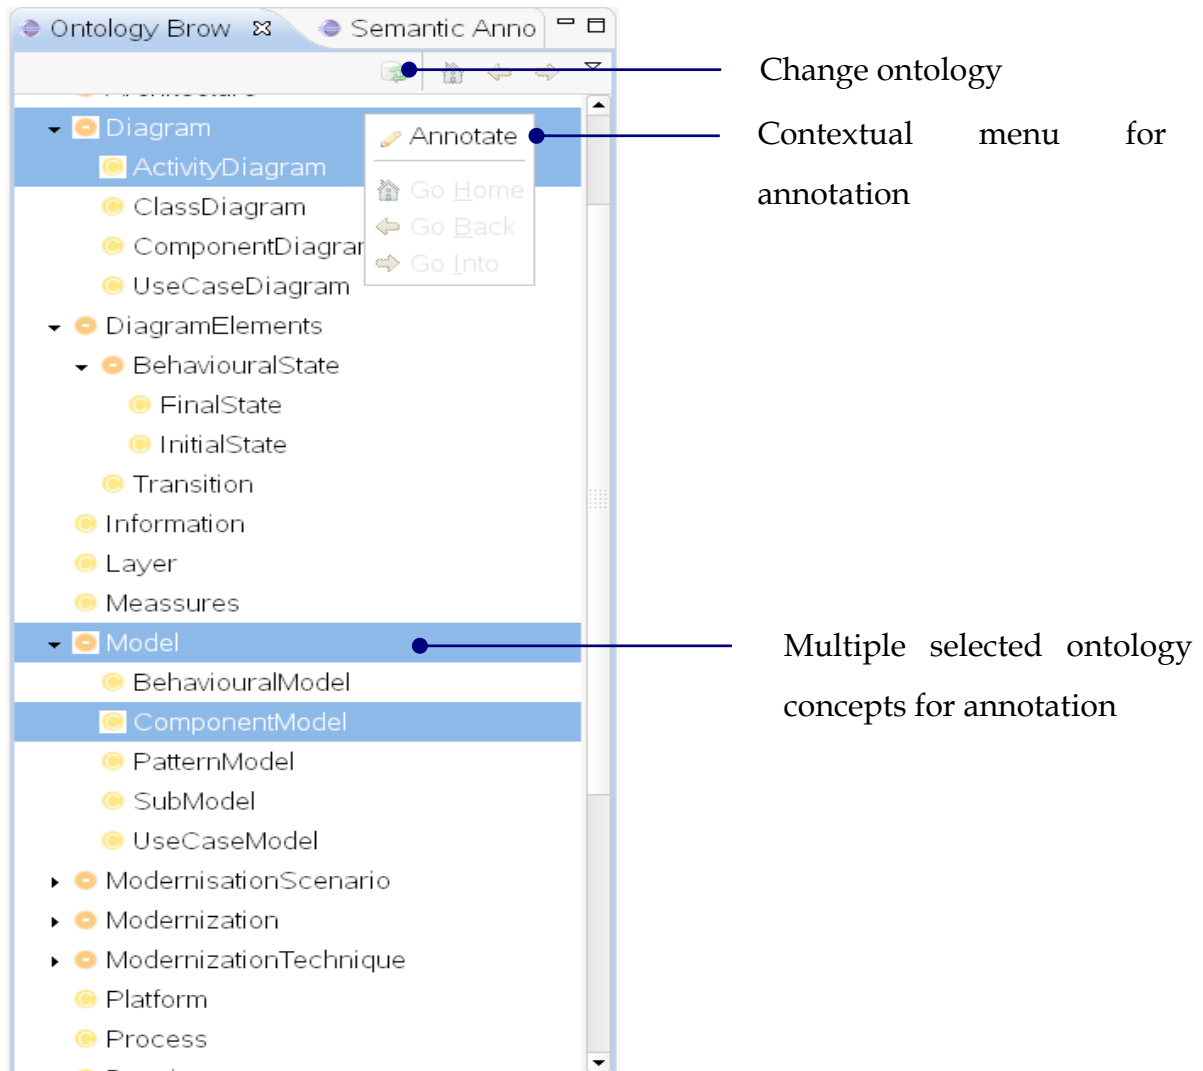 Ontology Brow
Semantic Anno
Change ontology
Architecture
Diagram
Annotate
Contextual menu for
annotation
ActivityDiagram
Go Home
ClassDiagram
Go Back
ComponentDiagram
Go Into
UseCaseDiagram
DiagramElements
BehaviouralState
FinalState
InitialState
Transition
Information
Layer
Meassures
Model
Multiple selected ontology
concepts for annotation
BehaviouralModel
ComponentModel
PatternModel
SubModel
UseCaseModel
ModernisationScenario
Modernization
ModernizationTechnique
Platform
Process